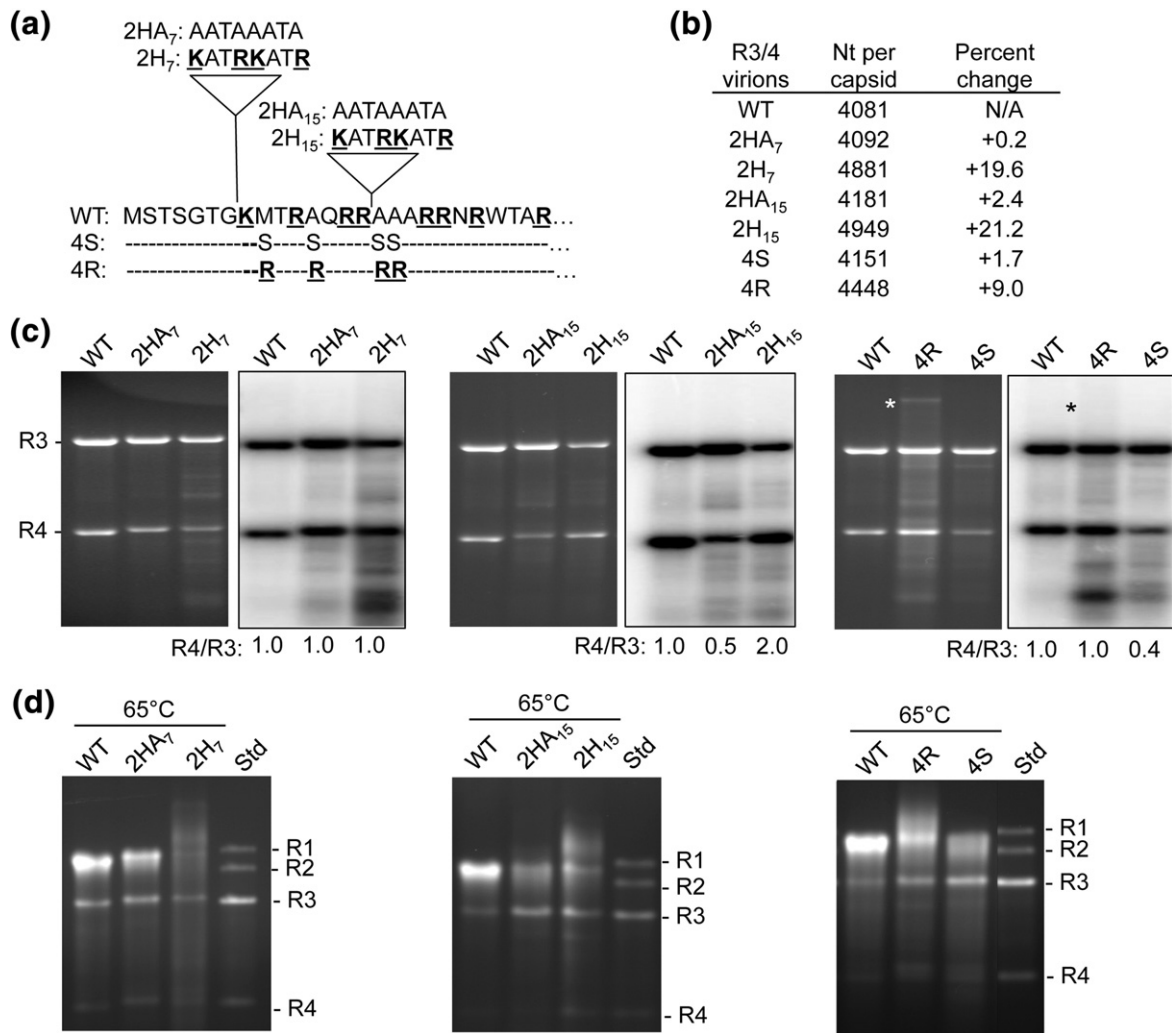 (a)
2HA₇: AATAAATA
2H₇: KATRKATR
2HA₁₅: AATAAATA
2H₁₅: KATRKATR
WT: MSTSGTGKMTRAQRRAAARRNRWTAR...
4S: ----------------S-----S------SS--------------------...
4R: ----------------R-----R------RR--------------------...
(b)
R3/4 virions Nt per capsid Percent change
WT 4081 N/A
2HA₇ 4092 +0.2
2H₇ 4881 +19.6
2HA₁₅ 4181 +2.4
2H₁₅ 4949 +21.2
4S 4151 +1.7
4R 4448 +9.0
(c)
WT 2HA₇ 2H₇ WT 2HA₇ 2H₇ WT 2HA₁₅ 2H₁₅ WT 2HA₁₅ 2H₁₅ WT 4R 4S WT 4R 4S
* *
R3 -
R4 -
R4/R3: 1.0 1.0 1.0 R4/R3: 1.0 0.5 2.0 R4/R3: 1.0 1.0 0.4
(d)
65°C
WT 2HA₇ 2H₇ Std
- R1
- R2
- R3
- R4
65°C
WT 2HA₁₅ 2H₁₅ Std
- R1
- R2
- R3
- R4
65°C
WT 4R 4S Std
- R1
- R2
- R3
- R4